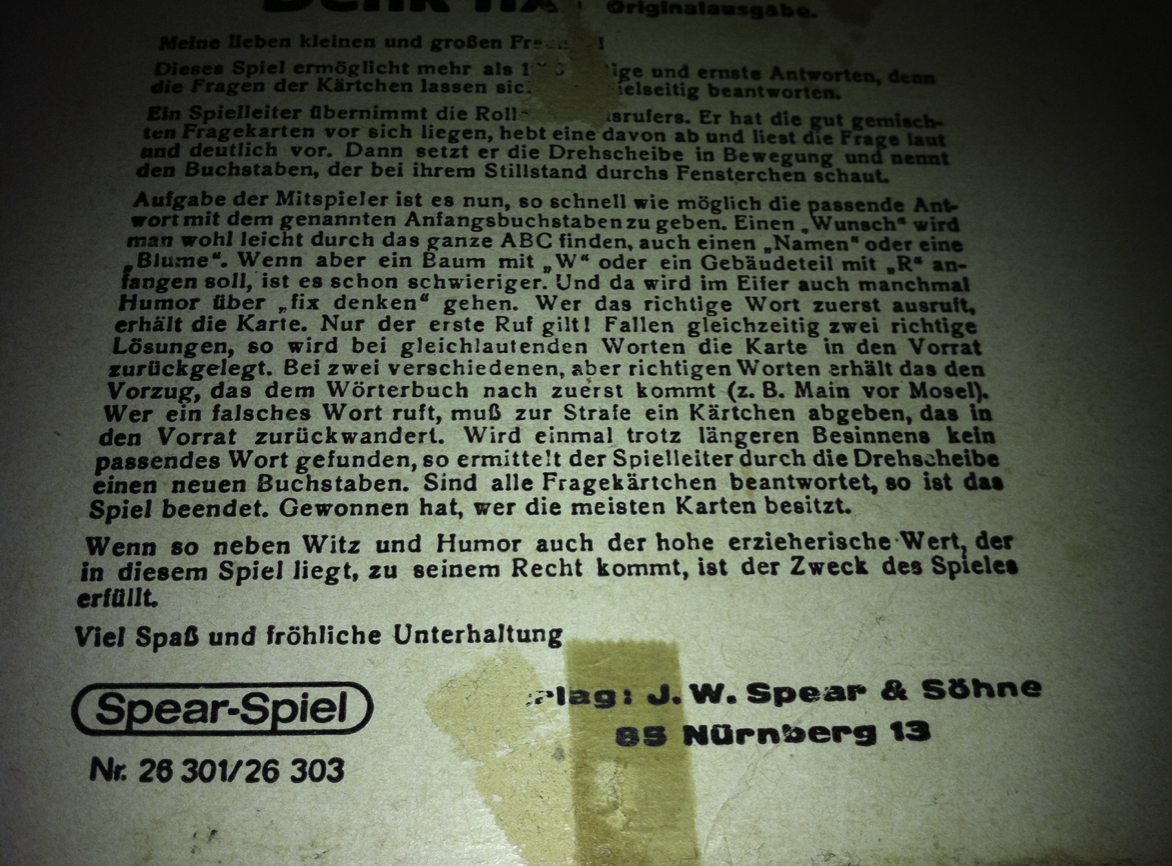 Denk fix! Originalausgabe.
Meine lieben kleinen und großen
Dieses Spiel ermöglicht mehr als und ernste Antworten, denn
die Fragen der Kärtchen lassen beantworten.
Ein Spielleiter übernimmt die Er hat die gut gemisch-
ten Fragekarten vor sich liegen, hebt eine davon ab und liest die Frage laut
und deutlich vor. Dann setzt er die Drehscheibe in Bewegung und nennt
den Buchstaben, der bei ihrem Stillstand durchs Fensterchen schaut.
Aufgabe der Mitspieler ist es nun, so schnell wie möglich die passende Ant-
wort mit dem genannten Anfangsbuchstaben zu geben. Einen „Wunsch“ wird
man wohl leicht durch das ganze ABC finden, auch einen „Namen“ oder eine
„Blume“. Wenn aber ein Baum mit „W“ oder ein Gebäudeteil mit „R“ an-
fangen soll, ist es schon schwieriger. Und da wird im Eifer auch manchmal
Humor über „fix denken“ gehen. Wer das richtige Wort zuerst ausruft,
erhält die Karte. Nur der erste Ruf gilt! Fallen gleichzeitig zwei richtige
Lösungen, so wird bei gleichlautenden Worten die Karte in den Vorrat
zurückgelegt. Bei zwei verschiedenen, aber richtigen Worten erhält das den
Vorzug, das dem Wörterbuch nach zuerst kommt (z. B. Main vor Mosel).
Wer ein falsches Wort ruft, muß zur Strafe ein Kärtchen abgeben, das in
den Vorrat zurückwandert. Wird einmal trotz längeren Besinnens kein
passendes Wort gefunden, so ermittelt der Spielleiter durch die Drehscheibe
einen neuen Buchstaben. Sind alle Fragekärtchen beantwortet, so ist das
Spiel beendet. Gewonnen hat, wer die meisten Karten besitzt.
Wenn so neben Witz und Humor auch der hohe erzieherische Wert, der
in diesem Spiel liegt, zu seinem Recht kommt, ist der Zweck des Spieles
erfüllt.
Viel Spaß und fröhliche Unterhaltung
Spear-Spiel
Nr. 26 301/26 303
J. W. Spear & Söhne
85 Nürnberg 13